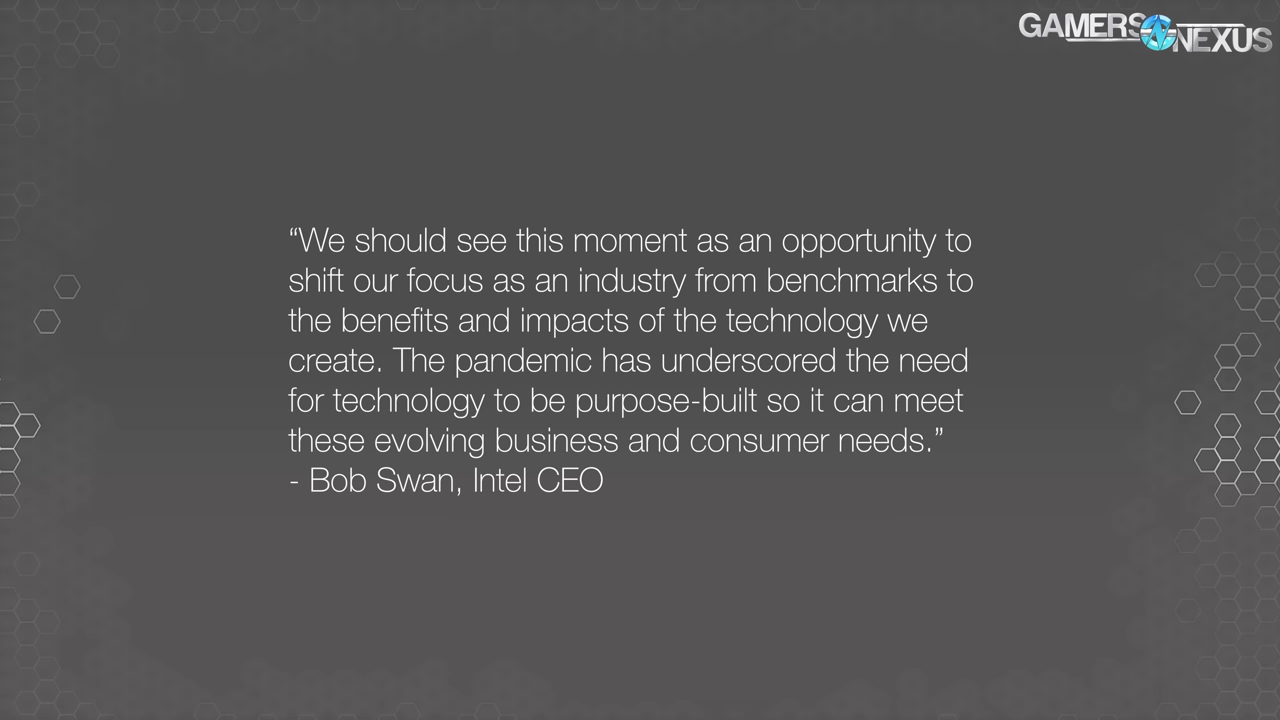 GAMERS NEXUS
“We should see this moment as an opportunity to
shift our focus as an industry from benchmarks to
the benefits and impacts of the technology we
create. The pandemic has underscored the need
for technology to be purpose-built so it can meet
these evolving business and consumer needs.”
- Bob Swan, Intel CEO